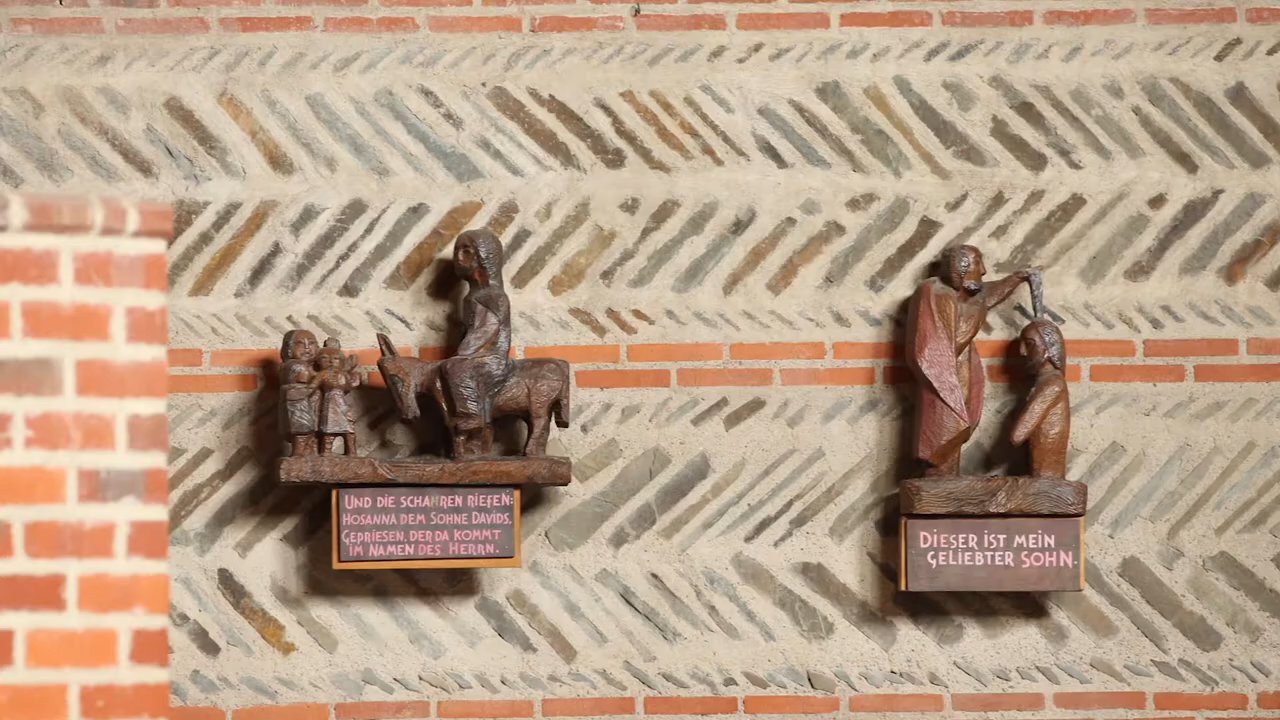 UND DIE SCHAHREN RIEFEN:
HOSANNA DEM SOHNE DAVIDS.
GEPRIESEN, DER DA KOMMT
IM NAMEN DES HERRN.
DIESER IST MEIN
GELIEBTER SOHN.